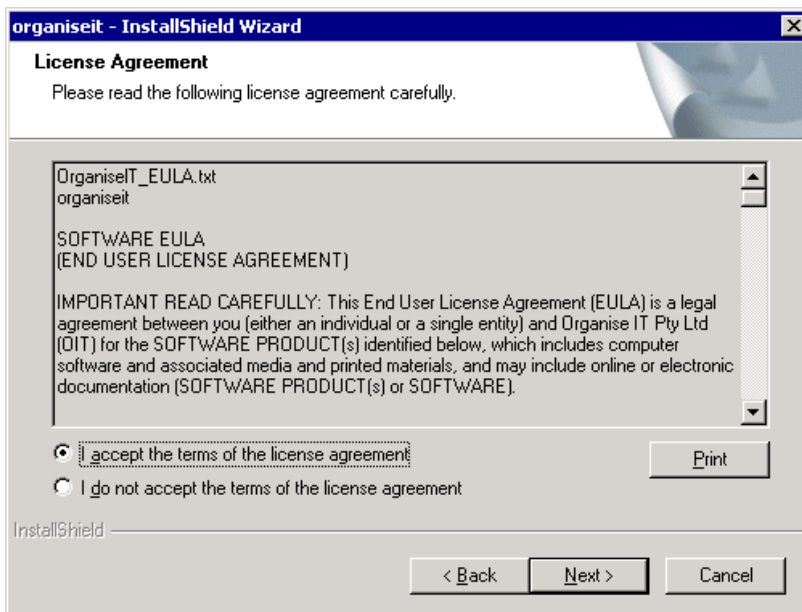 organiseit - InstallShield Wizard
License Agreement
Please read the following license agreement carefully.
OrganiseIT_EULA.txt
organiseit
SOFTWARE EULA
(END USER LICENSE AGREEMENT)
IMPORTANT READ CAREFULLY: This End User License Agreement (EULA) is a legal
agreement between you (either an individual or a single entity) and Organise IT Pty Ltd
(OIT) for the SOFTWARE PRODUCT(s) identified below, which includes computer
software and associated media and printed materials, and may include online or electronic
documentation (SOFTWARE PRODUCT(s) or SOFTWARE).
I accept the terms of the license agreement
Print
I do not accept the terms of the license agreement
InstallShield
< Back
Next >
Cancel